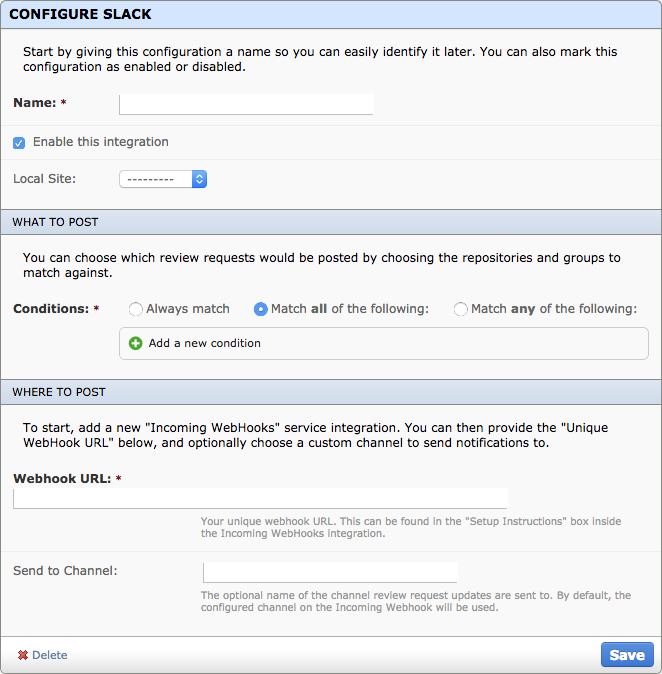 CONFIGURE SLACK
Start by giving this configuration a name so you can easily identify it later. You can also mark this
configuration as enabled or disabled.
Name: *
Enable this integration
Local Site: ---------
WHAT TO POST
You can choose which review requests would be posted by choosing the repositories and groups to
match against.
Conditions: * Always match Match all of the following: Match any of the following:
Add a new condition
WHERE TO POST
To start, add a new "Incoming WebHooks" service integration. You can then provide the "Unique
WebHook URL" below, and optionally choose a custom channel to send notifications to.
Webhook URL: *
Your unique webhook URL. This can be found in the "Setup Instructions" box inside
the Incoming WebHooks integration.
Send to Channel:
The optional name of the channel review request updates are sent to. By default, the
configured channel on the Incoming Webhook will be used.
Delete Save